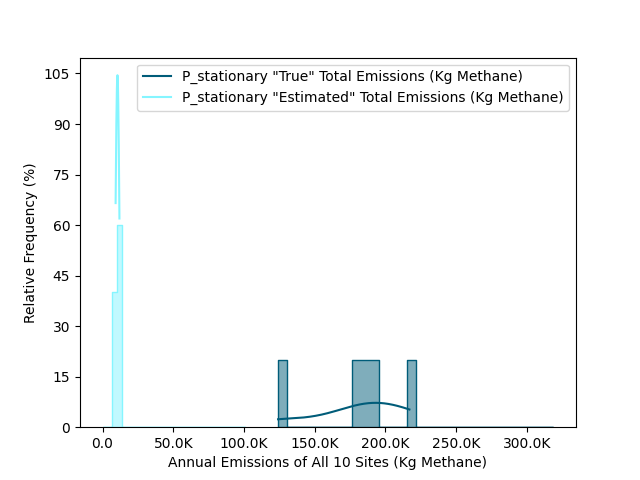 P_stationary "True" Total Emissions (Kg Methane)
P_stationary "Estimated" Total Emissions (Kg Methane)
105
90
75
60
45
30
15
0
Relative Frequency (%)
0.0 50.0K 100.0K 150.0K 200.0K 250.0K 300.0K
Annual Emissions of All 10 Sites (Kg Methane)